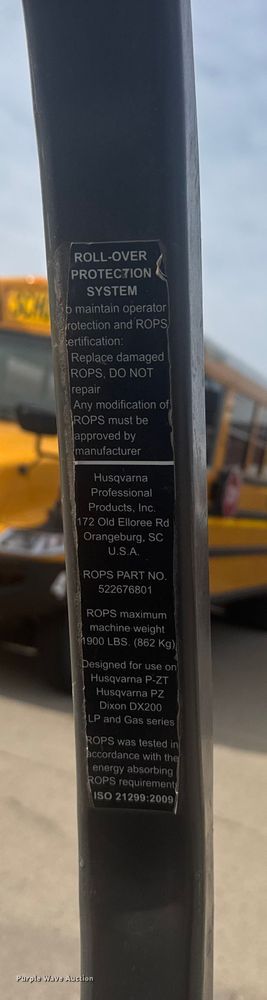 ROLL-OVER
PROTECTION
SYSTEM
o maintain operator
rotection and ROPS
certification:
Replace damaged
ROPS, DO NOT
repair
Any modification of
ROPS must be
approved by
manufacturer
Husqvarna
Professional
Products, Inc.
172 Old Elloree Rd
Orangeburg, SC
U.S.A.
ROPS PART NO.
522676801
ROPS maximum
machine weight
1900 LBS. (862 Kg)
Designed for use on
Husqvarna P-ZT
Husqvarna PZ
Dixon DX200
LP and Gas series
ROPS was tested in
accordance with the
energy absorbing
ROPS requirement
ISO 21299:2009
SCH
Purple Wave Auction